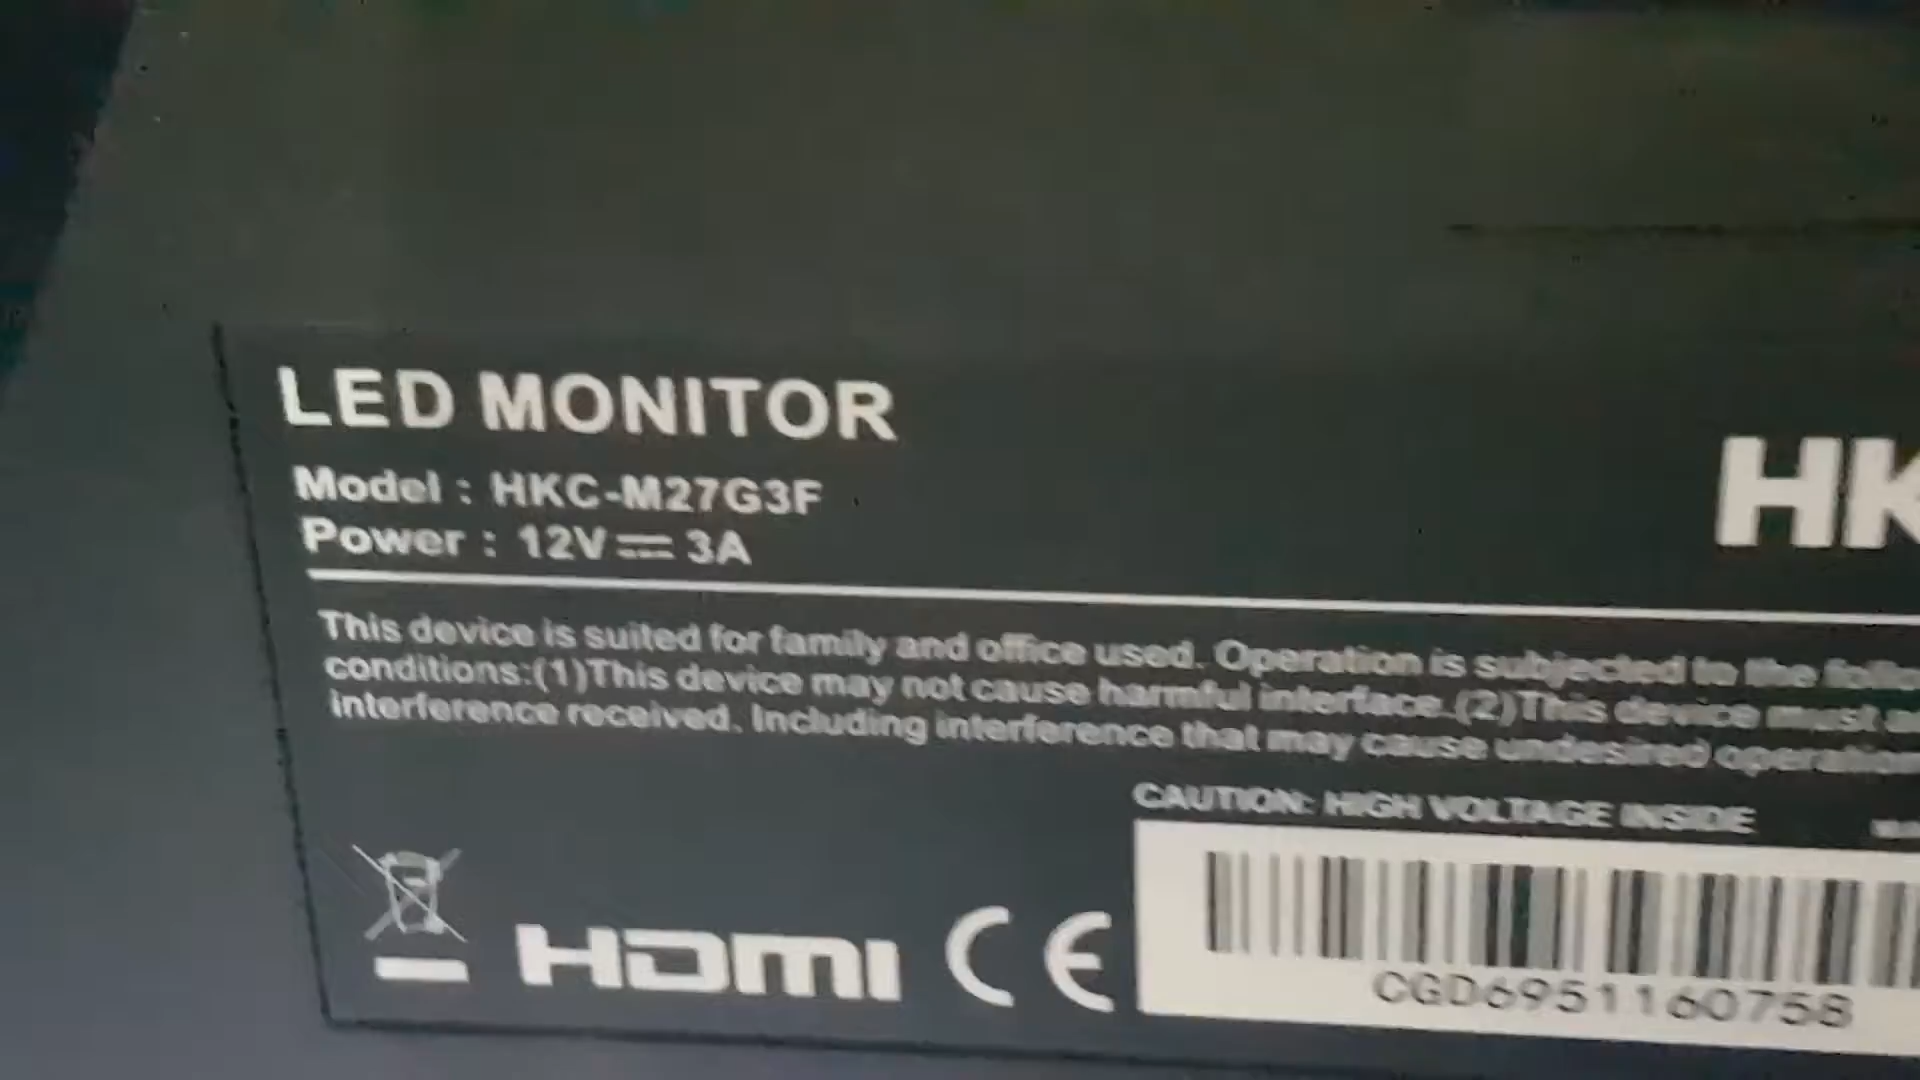 LED MONITOR
HK
Model : HKC-M27G3F
Power : 12V 3A
This device is suited for family and office used. Operation is subjected to the follo
conditions:(1)This device may not cause harmful interface.(2)This device must a
interference received. Including interference that may cause undesired operation
CAUTION: HIGH VOLTAGE INSIDE
HDMI CE
CGD6951160758